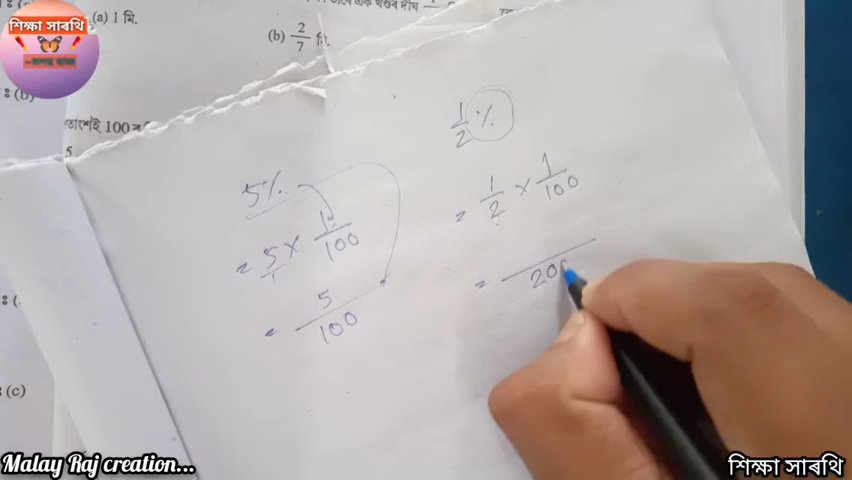 শিক্ষা সাৰথি
(a) 1 মি.
(b) 2/7 মি.
100 ৰ
(b)
5
5%
= 5/1 × 1/100
= 5/100
1/2 %
= 1/2 × 1/100
= /200
(c)
Malay Raj creation...
শিক্ষা সাৰথি